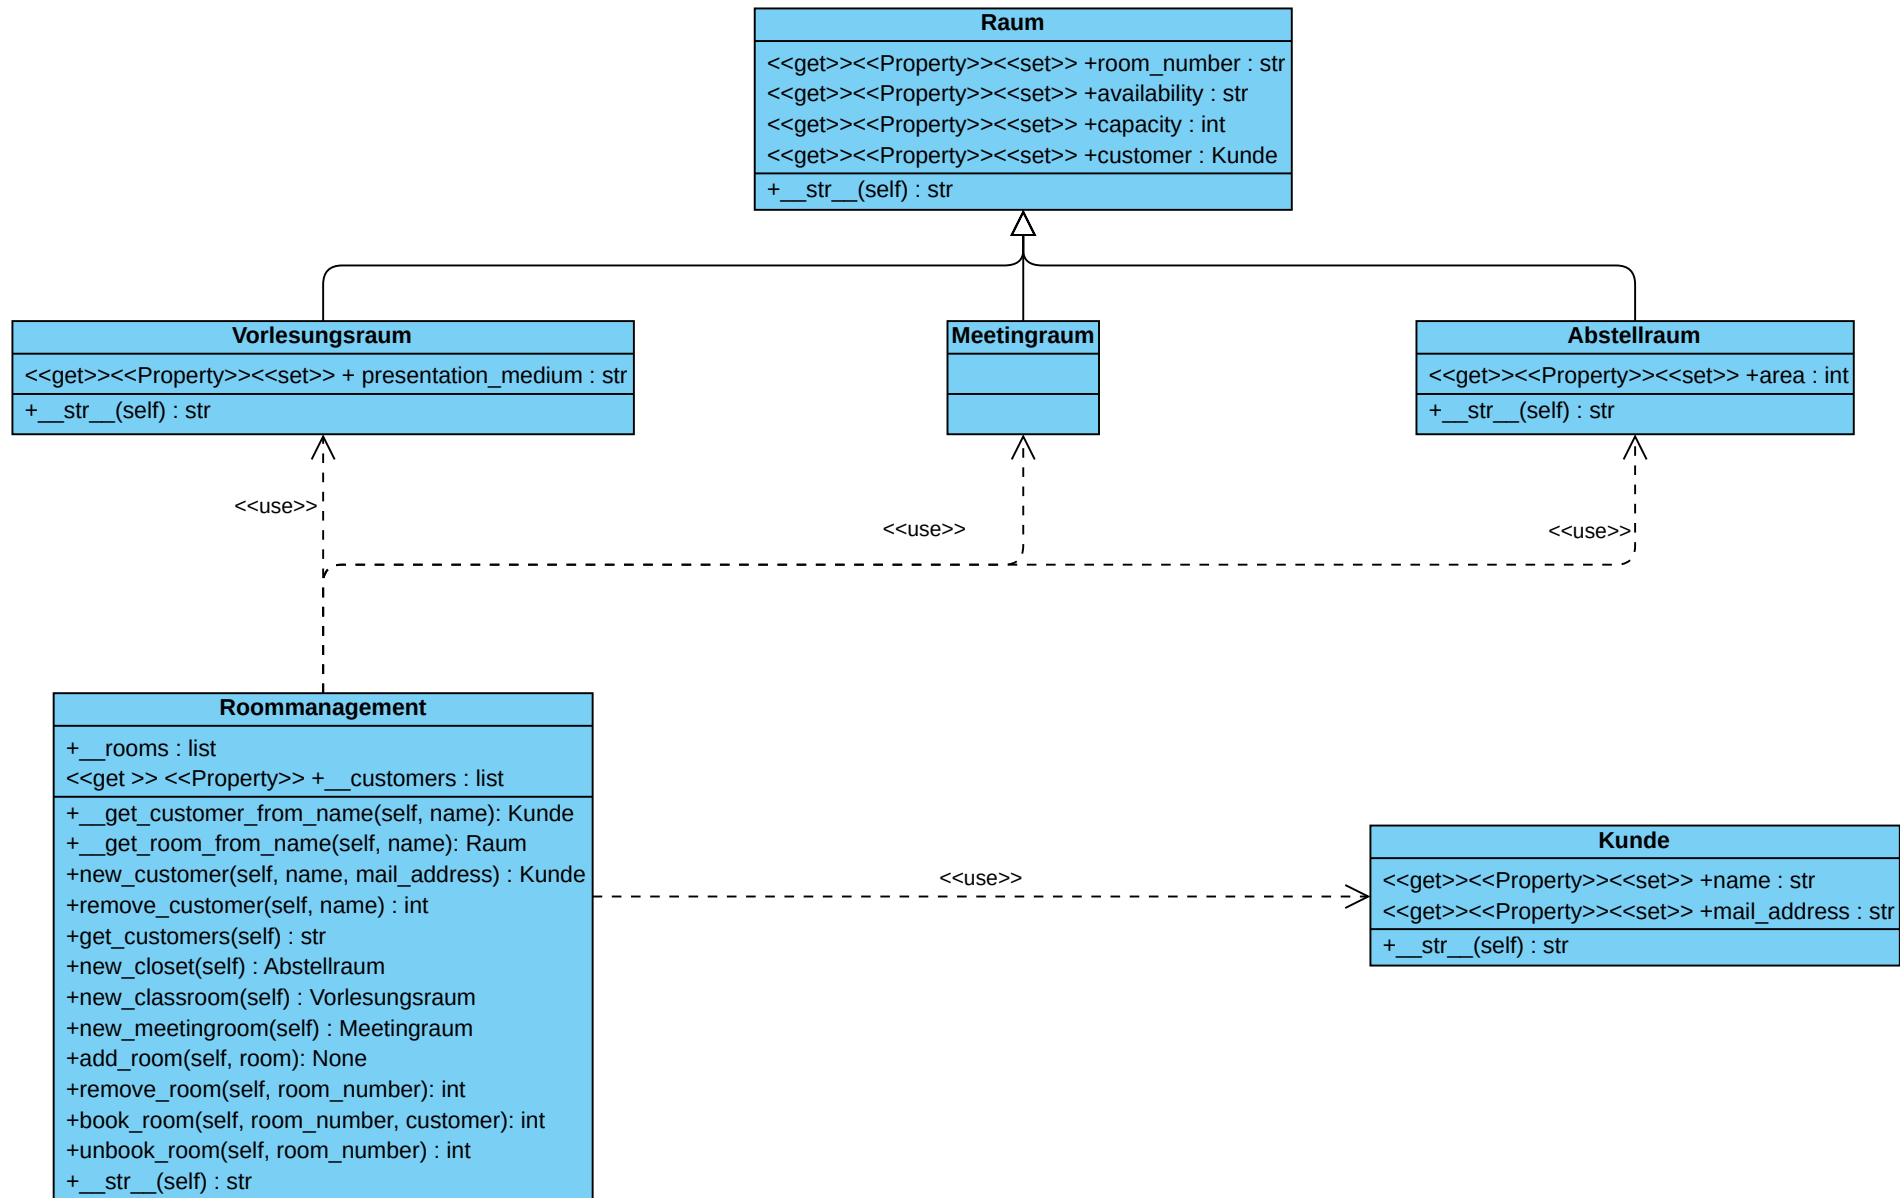 Raum
<<get>><<Property>><<set>> +room_number : str
<<get>><<Property>><<set>> +availability : str
<<get>><<Property>><<set>> +capacity : int
<<get>><<Property>><<set>> +customer : Kunde
+__str__(self) : str
Vorlesungsraum
<<get>><<Property>><<set>> + presentation_medium : str
+__str__(self) : str
Meetingraum
Abstellraum
<<get>><<Property>><<set>> +area : int
+__str__(self) : str
<<use>>
<<use>>
<<use>>
Roommanagement
+__rooms : list
<<get >> <<Property>> +__customers : list
+__get_customer_from_name(self, name): Kunde
+__get_room_from_name(self, name): Raum
+new_customer(self, name, mail_address) : Kunde
+remove_customer(self, name) : int
+get_customers(self) : str
+new_closet(self) : Abstellraum
+new_classroom(self) : Vorlesungsraum
+new_meetingroom(self) : Meetingraum
+add_room(self, room): None
+remove_room(self, room_number): int
+book_room(self, room_number, customer): int
+unbook_room(self, room_number) : int
+__str__(self) : str
<<use>>
Kunde
<<get>><<Property>><<set>> +name : str
<<get>><<Property>><<set>> +mail_address : str
+__str__(self) : str